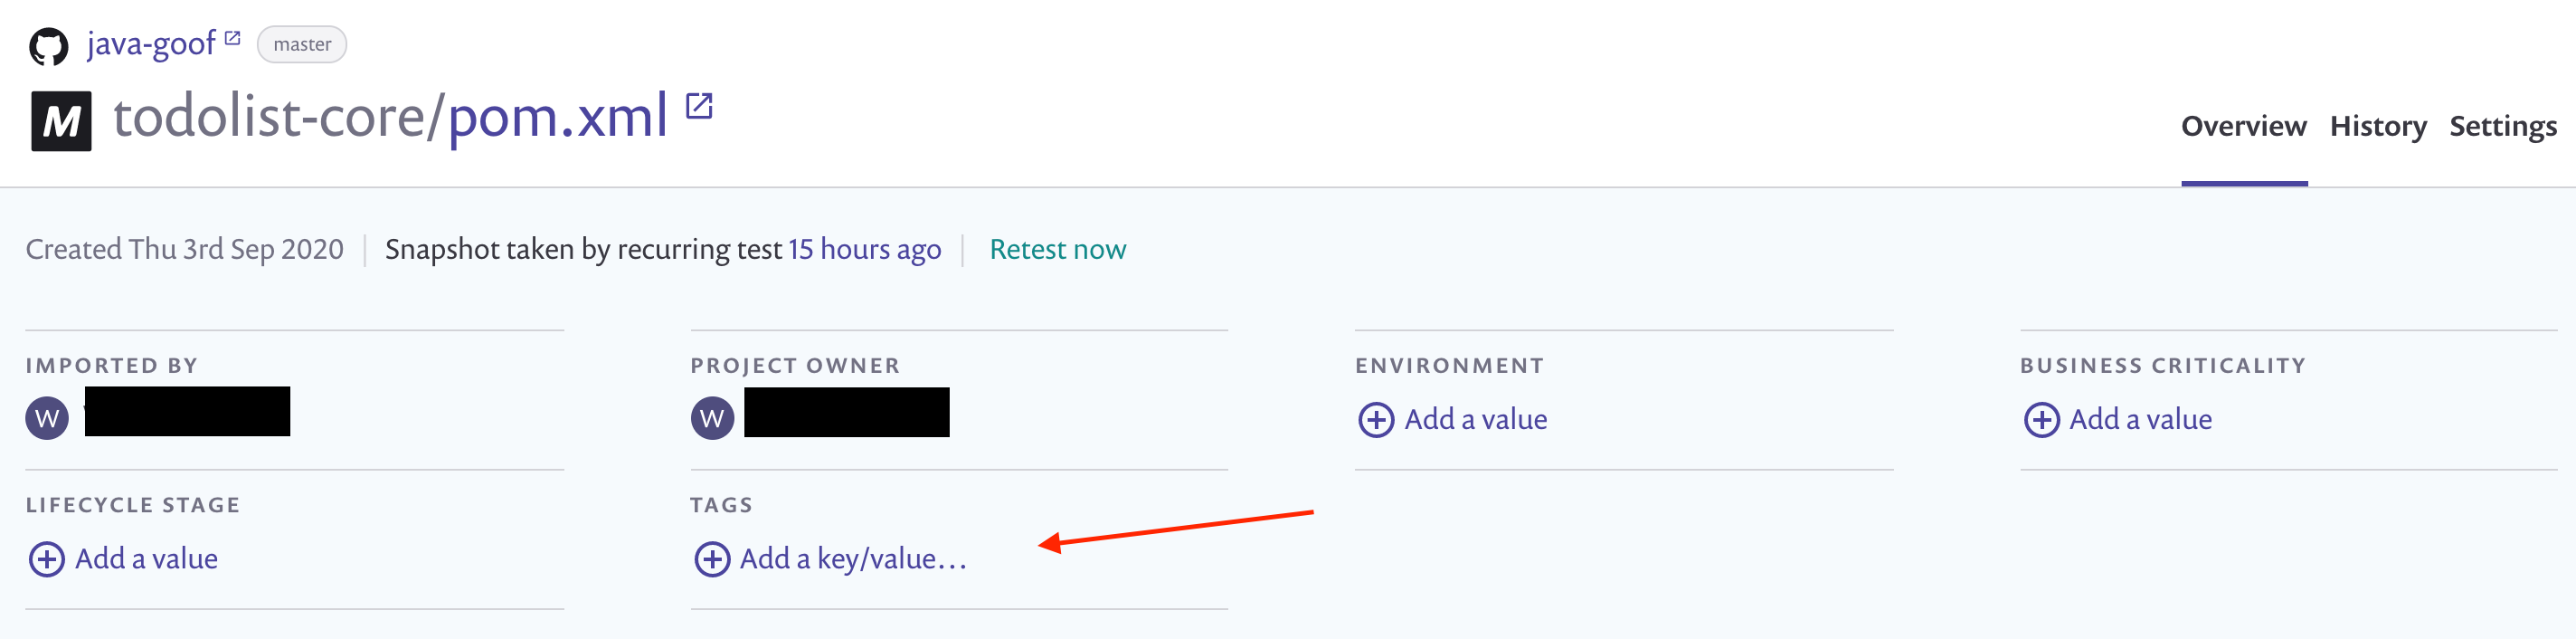 java-goof master
todolist-core/pom.xml
Overview History Settings
Created Thu 3rd Sep 2020 Snapshot taken by recurring test 15 hours ago Retest now
IMPORTED BY PROJECT OWNER ENVIRONMENT BUSINESS CRITICALITY
W W Add a value Add a value
LIFECYCLE STAGE TAGS
Add a value Add a key/value...